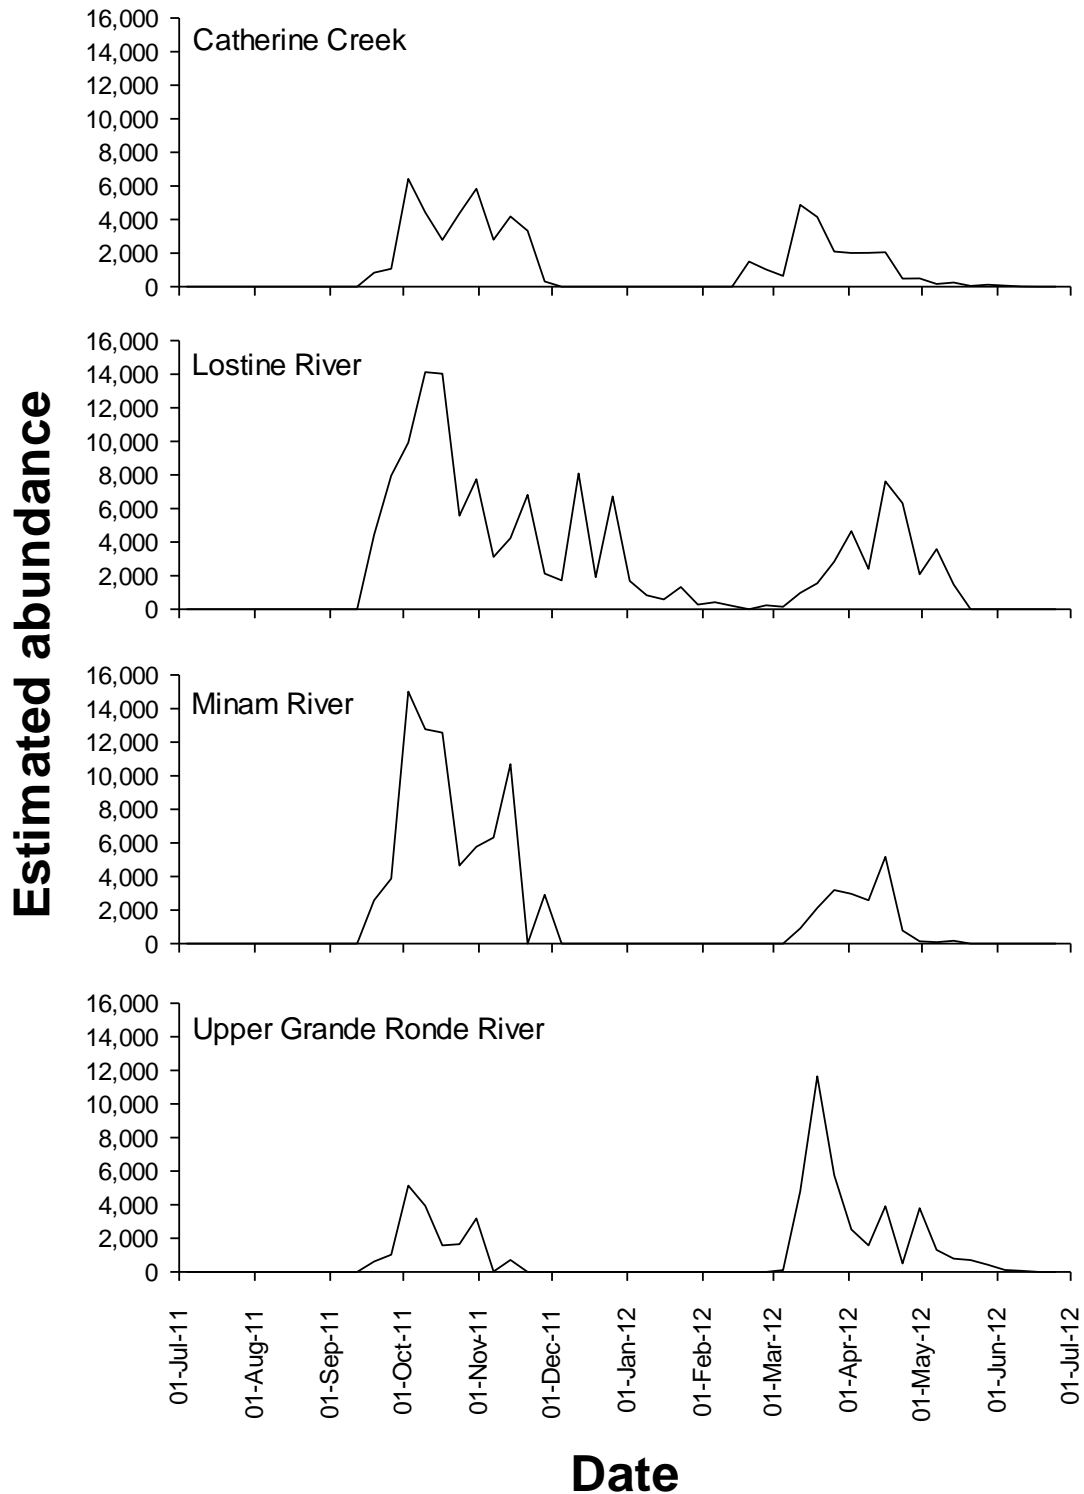 16,000
Catherine Creek
14,000
12,000
10,000
8,000
6,000
4,000
2,000
0
16,000
Lostine River
14,000
12,000
10,000
8,000
6,000
4,000
2,000
0
Estimated abundance
16,000
Minam River
14,000
12,000
10,000
8,000
6,000
4,000
2,000
0
16,000
Upper Grande Ronde River
14,000
12,000
10,000
8,000
6,000
4,000
2,000
0
01-Jul-11
01-Aug-11
01-Sep-11
01-Oct-11
01-Nov-11
01-Dec-11
01-Jan-12
01-Feb-12
01-Mar-12
01-Apr-12
01-May-12
01-Jun-12
01-Jul-12
Date